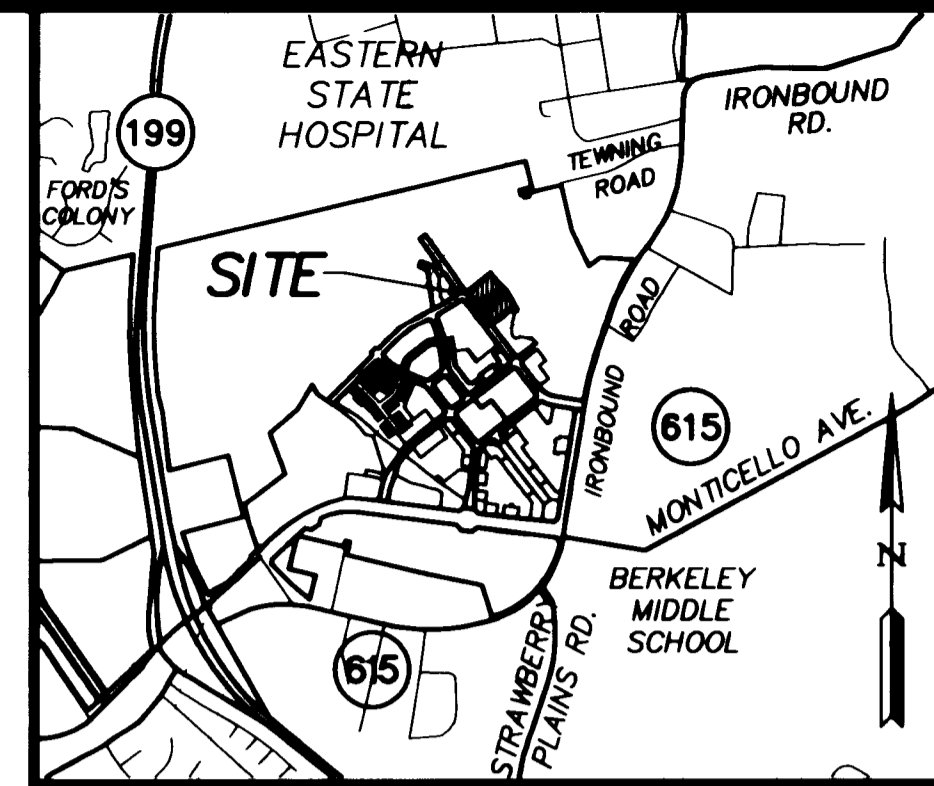 EASTERN
STATE
HOSPITAL
IRONBOUND
RD.
199
TEWNING
ROAD
FORD'S
COLONY
SITE
IRONBOUND ROAD
615
MONTICELLO AVE.
N
BERKELEY
MIDDLE
SCHOOL
615
STRAWBERRY
PLAINS RD.